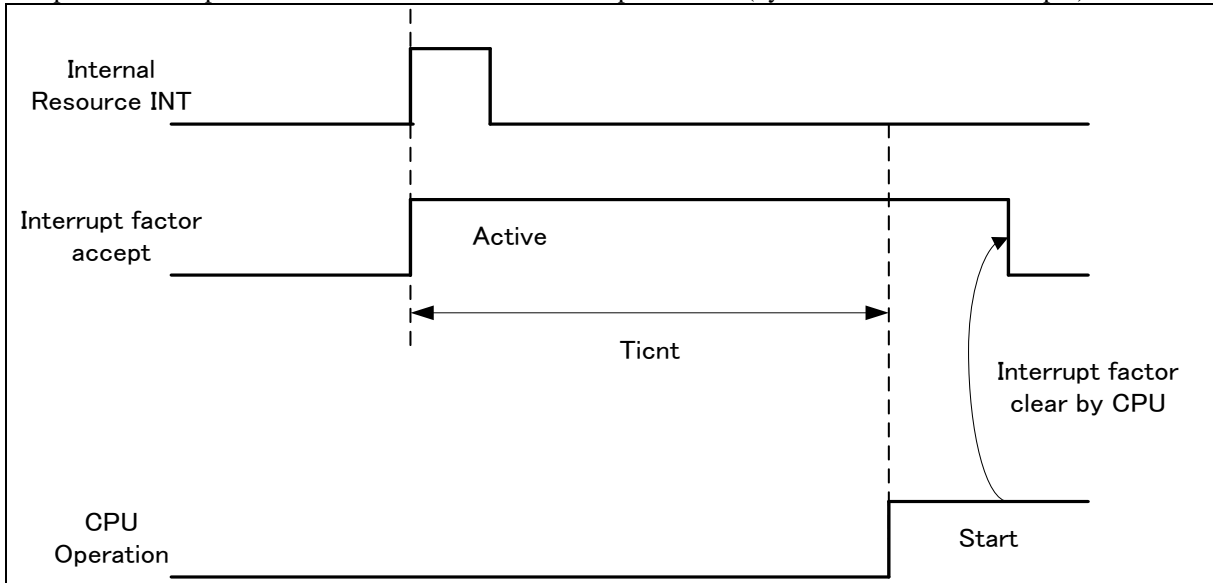 Internal
Resource INT
Interrupt factor
accept
Active
Ticnt
Interrupt factor
clear by CPU
CPU
Operation
Start